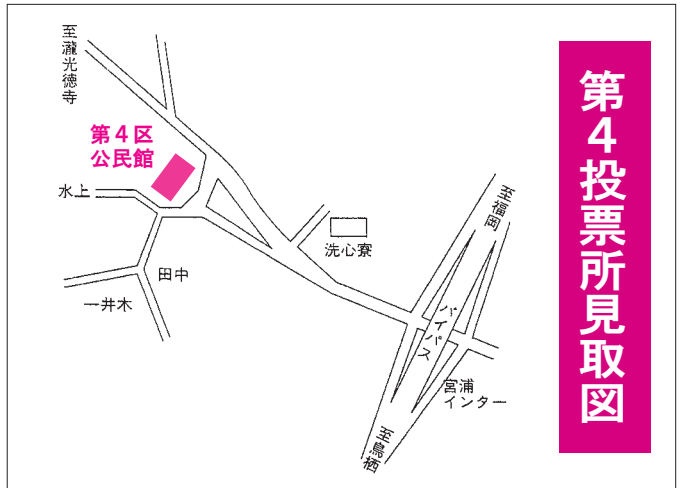 第4投票所見取図
至瀧光徳寺
第4区
公民館
水上
田中
一井木
洗心寮
至福岡
バイパス
宮浦
インター
至鳥栖